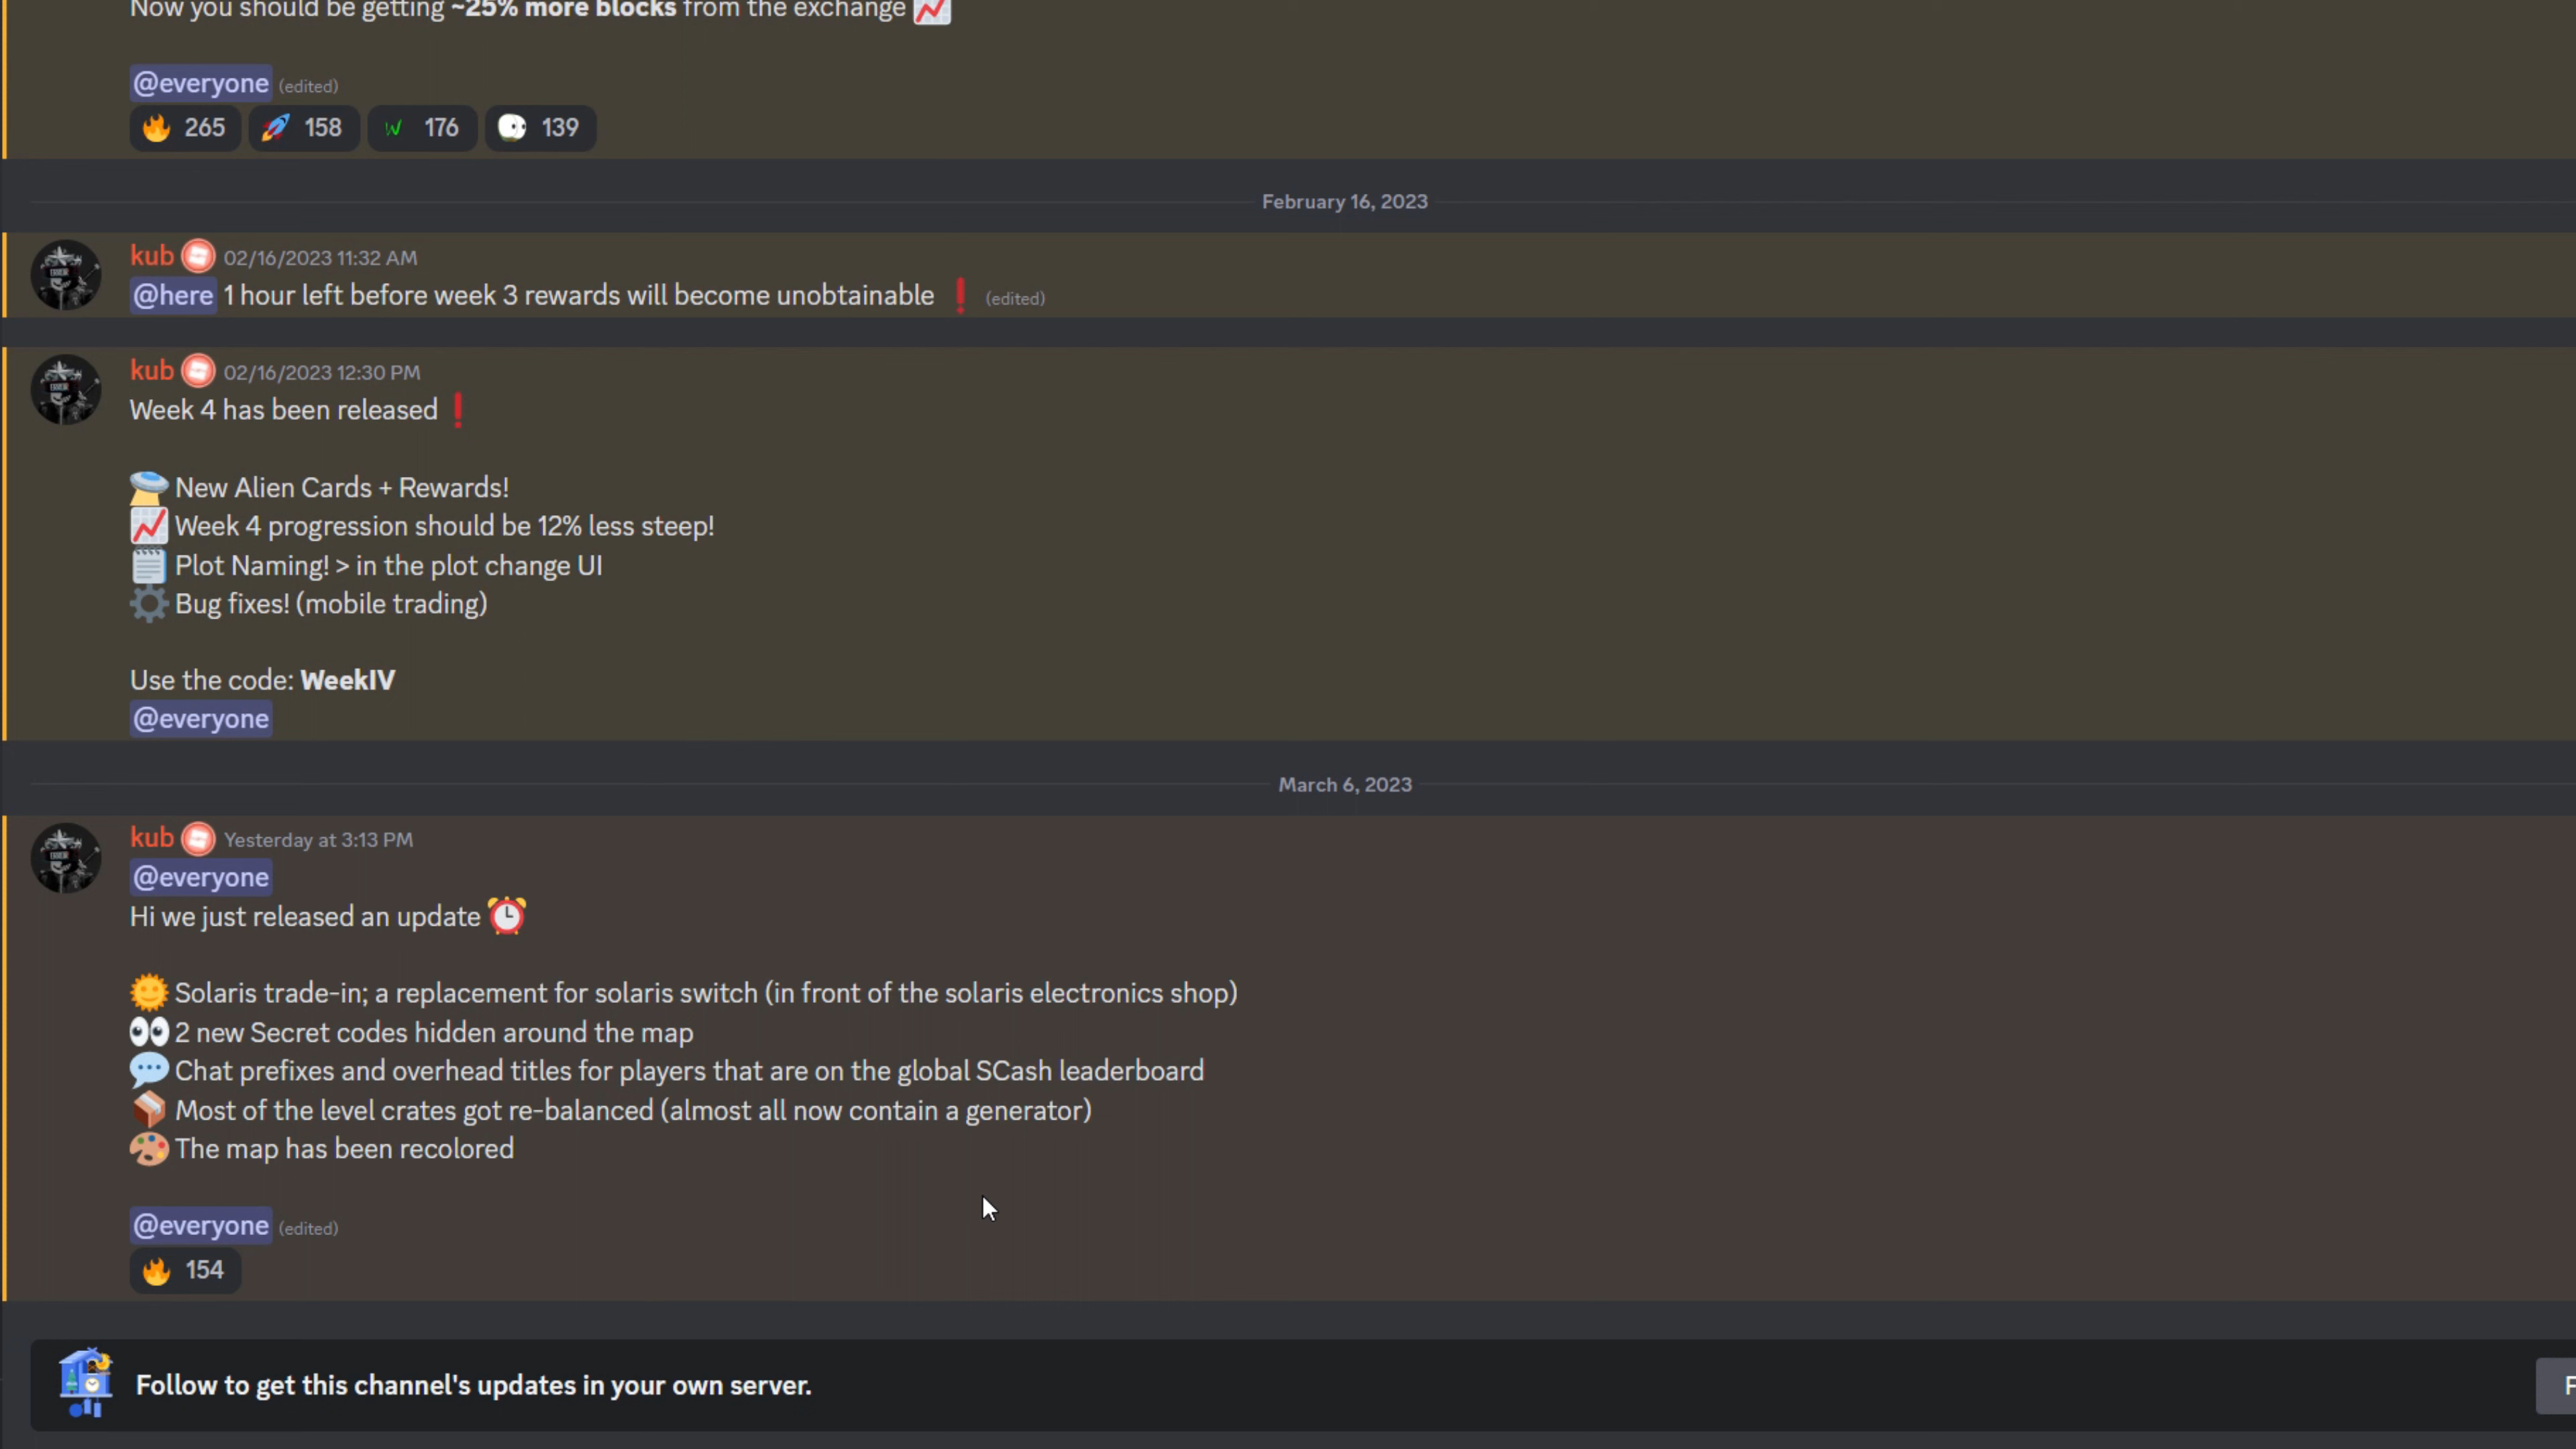 Now you should be getting ~25% more blocks from the exchange
@everyone (edited)
265 158 W 176 139
February 16, 2023
kub 02/16/2023 11:32 AM
@here 1 hour left before week 3 rewards will become unobtainable (edited)
kub 02/16/2023 12:30 PM
Week 4 has been released
New Alien Cards + Rewards!
Week 4 progression should be 12% less steep!
Plot Naming! > in the plot change UI
Bug fixes! (mobile trading)
Use the code: WeekIV
@everyone
March 6, 2023
kub Yesterday at 3:13 PM
@everyone
Hi we just released an update
Solaris trade-in; a replacement for solaris switch (in front of the solaris electronics shop)
2 new Secret codes hidden around the map
Chat prefixes and overhead titles for players that are on the global SCash leaderboard
Most of the level crates got re-balanced (almost all now contain a generator)
The map has been recolored
@everyone (edited)
154
Follow to get this channel's updates in your own server.